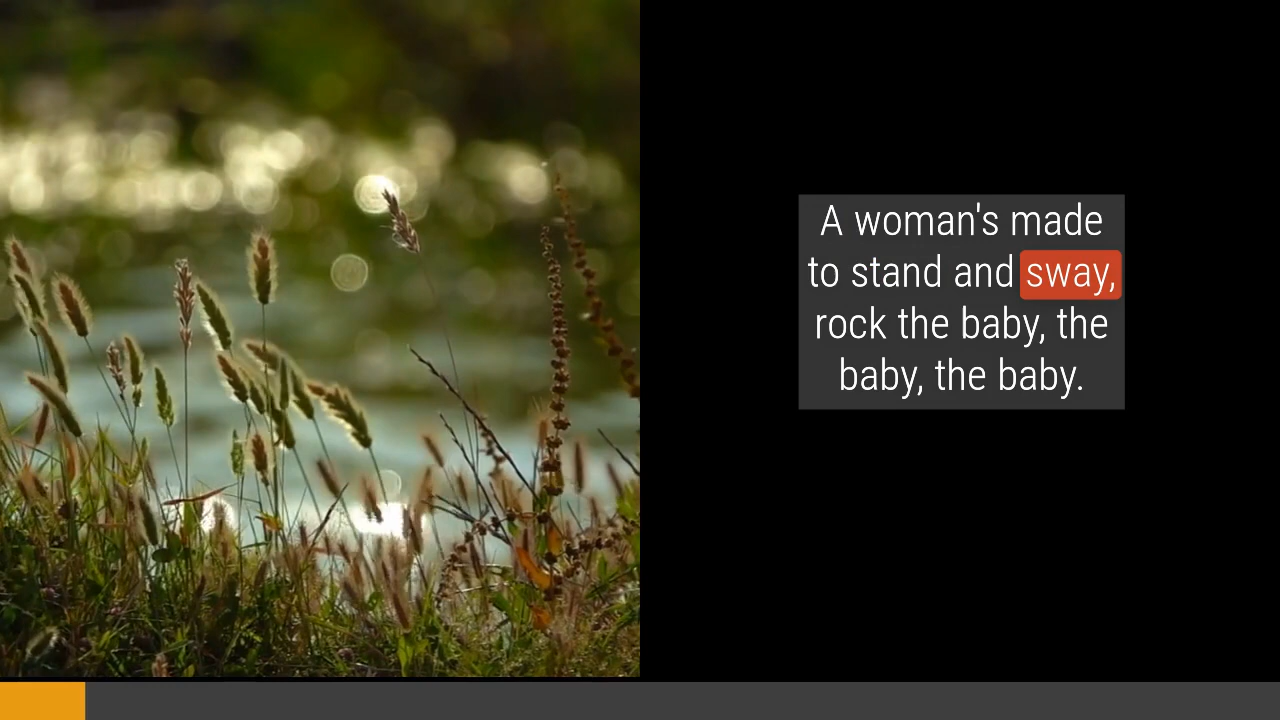 A woman's made
to stand and sway,
rock the baby, the
baby, the baby.